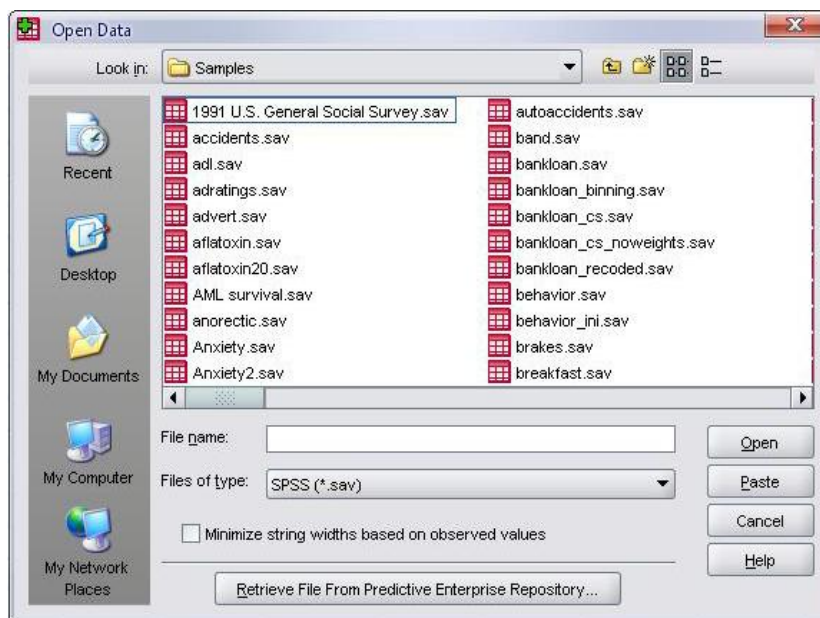 Open Data
Look in:
Samples
Recent
Desktop
My Documents
My Computer
My Network
Places
1991 U.S. General Social Survey.sav
accidents.sav
adl.sav
adratings.sav
advert.sav
aflatoxin.sav
aflatoxin20.sav
AML survival.sav
anorectic.sav
Anxiety.sav
Anxiety2.sav
autoaccidents.sav
band.sav
bankloan.sav
bankloan_binning.sav
bankloan_cs.sav
bankloan_cs_noweights.sav
bankloan_recoded.sav
behavior.sav
behavior_ini.sav
brakes.sav
breakfast.sav
File name:
Open
Files of type:
SPSS (*.sav)
Paste
Minimize string widths based on observed values
Cancel
Help
Retrieve File From Predictive Enterprise Repository...